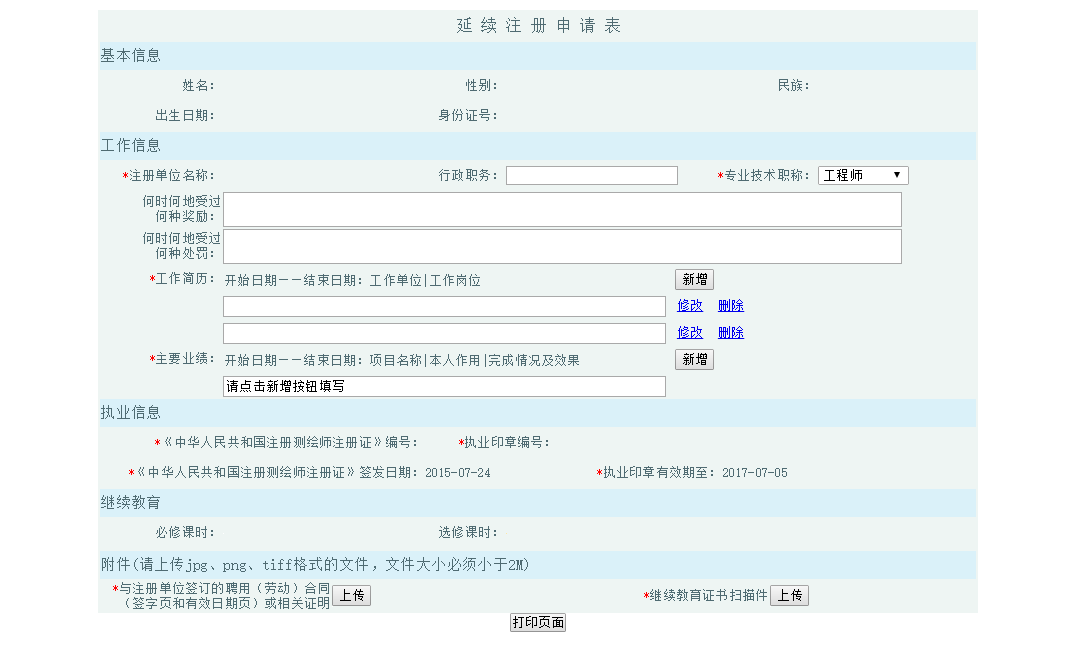 延 续 注 册 申 请 表
基本信息
姓名： 性别： 民族：
出生日期： 身份证号：
工作信息
*注册单位名称： 行政职务： *专业技术职称： 工程师
何时何地受过
何种奖励：
何时何地受过
何种处罚：
*工作简历： 开始日期－－结束日期：工作单位|工作岗位 新增
修改 删除
修改 删除
*主要业绩： 开始日期－－结束日期：项目名称|本人作用|完成情况及效果 新增
请点击新增按钮填写
执业信息
*《中华人民共和国注册测绘师注册证》编号： *执业印章编号：
*《中华人民共和国注册测绘师注册证》签发日期：2015-07-24 *执业印章有效期至：2017-07-05
继续教育
必修课时： 选修课时：
附件(请上传jpg、png、tiff格式的文件，文件大小必须小于2M)
*与注册单位签订的聘用（劳动）合同
（签字页和有效日期页）或相关证明 上传 *继续教育证书扫描件 上传
打印页面